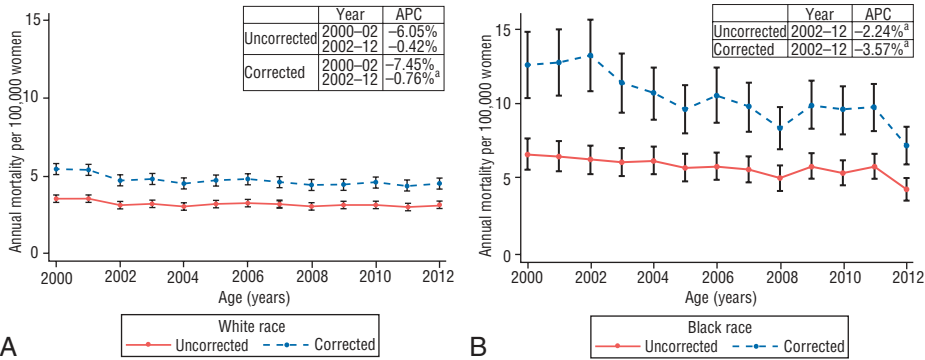 Year APC
Uncorrected 2000–02 –6.05%
2002–12 –0.42%
Corrected 2000–02 –7.45%
2002–12 –0.76%a
Annual mortality per 100,000 women
15
10
5
0
2000 2002 2004 2006 2008 2010 2012
Age (years)
White race
Uncorrected Corrected
A
Year APC
Uncorrected 2002–12 –2.24%a
Corrected 2002–12 –3.57%a
Annual mortality per 100,000 women
15
10
5
0
2000 2002 2004 2006 2008 2010 2012
Age (years)
Black race
Uncorrected Corrected
B